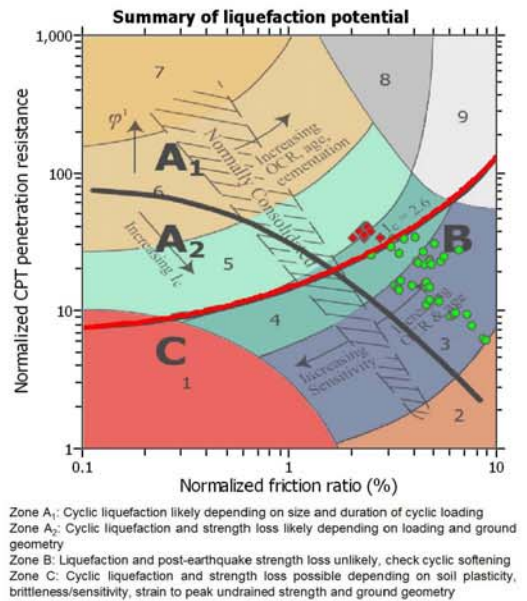 Summary of liquefaction potential
1,000
100
10
1
Normalized CPT penetration resistance
7
8
9
φ'
A1
Normally Consolidated
Increasing
OCR, age,
cementation
6
A2
Increasing Ic
5
Ic = 2.6
B
4
C
1
Increasing
Sensitivity
Increasing
OCR & age
3
2
0.1
1
10
Normalized friction ratio (%)
Zone A1: Cyclic liquefaction likely depending on size and duration of cyclic loading
Zone A2: Cyclic liquefaction and strength loss likely depending on loading and ground
geometry
Zone B: Liquefaction and post-earthquake strength loss unlikely, check cyclic softening
Zone C: Cyclic liquefaction and strength loss possible depending on soil plasticity,
brittleness/sensitivity, strain to peak undrained strength and ground geometry